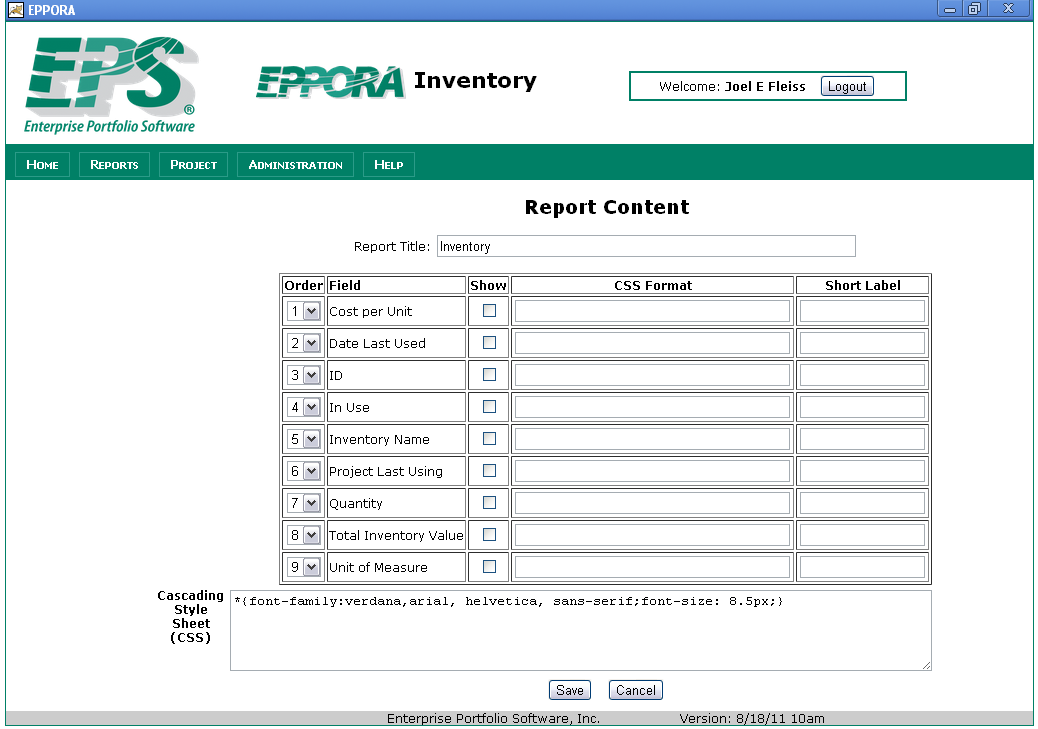 EPPORA
EPS®
Enterprise Portfolio Software
EPPORA Inventory
Welcome: Joel E Fleiss Logout
HOME REPORTS PROJECT ADMINISTRATION HELP
Report Content
Report Title: Inventory
Order Field Show CSS Format Short Label
1 Cost per Unit
2 Date Last Used
3 ID
4 In Use
5 Inventory Name
6 Project Last Using
7 Quantity
8 Total Inventory Value
9 Unit of Measure
Cascading
Style
Sheet
(CSS)
*{font-family:verdana,arial, helvetica, sans-serif;font-size: 8.5px;}
Save Cancel
Enterprise Portfolio Software, Inc. Version: 8/18/11 10am